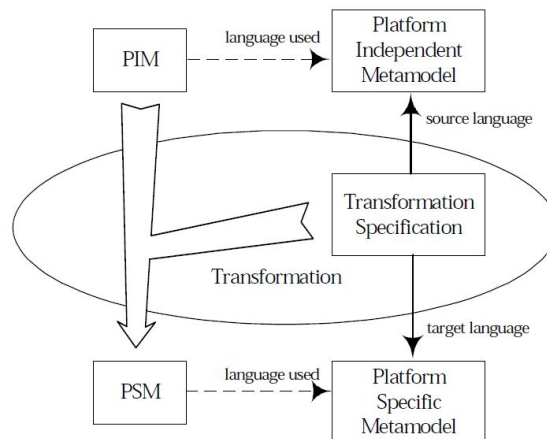 PIM
language used
Platform
Independent
Metamodel
source language
Transformation
Specification
Transformation
target language
PSM
language used
Platform
Specific
Metamodel